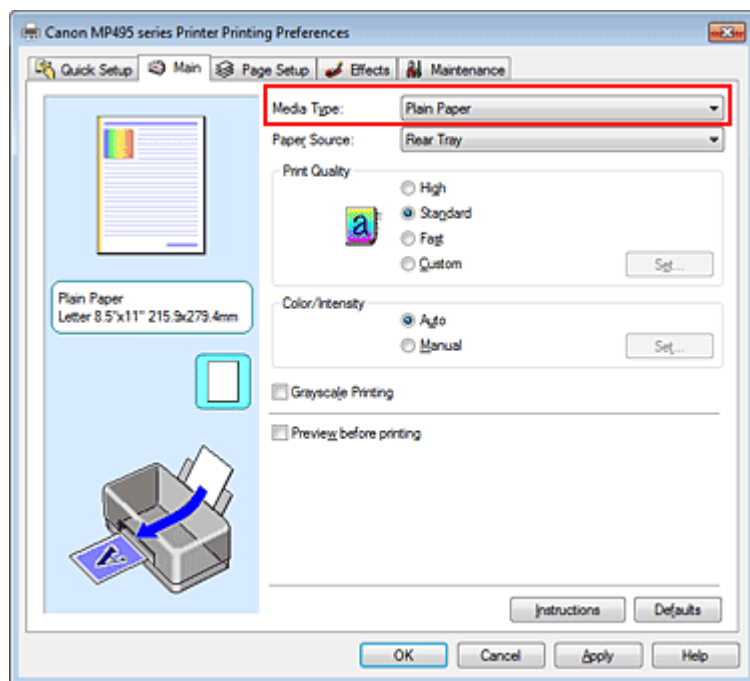 Canon MP495 series Printer Printing Preferences
Quick Setup Main Page Setup Effects Maintenance
Media Type: Plain Paper
Paper Source: Rear Tray
Print Quality
High
Standard
Fast
Custom Set...
Plain Paper
Letter 8.5"x11" 215.9x279.4mm
Color/Intensity
Auto
Manual Set...
Grayscale Printing
Preview before printing
Instructions Defaults
OK Cancel Apply Help